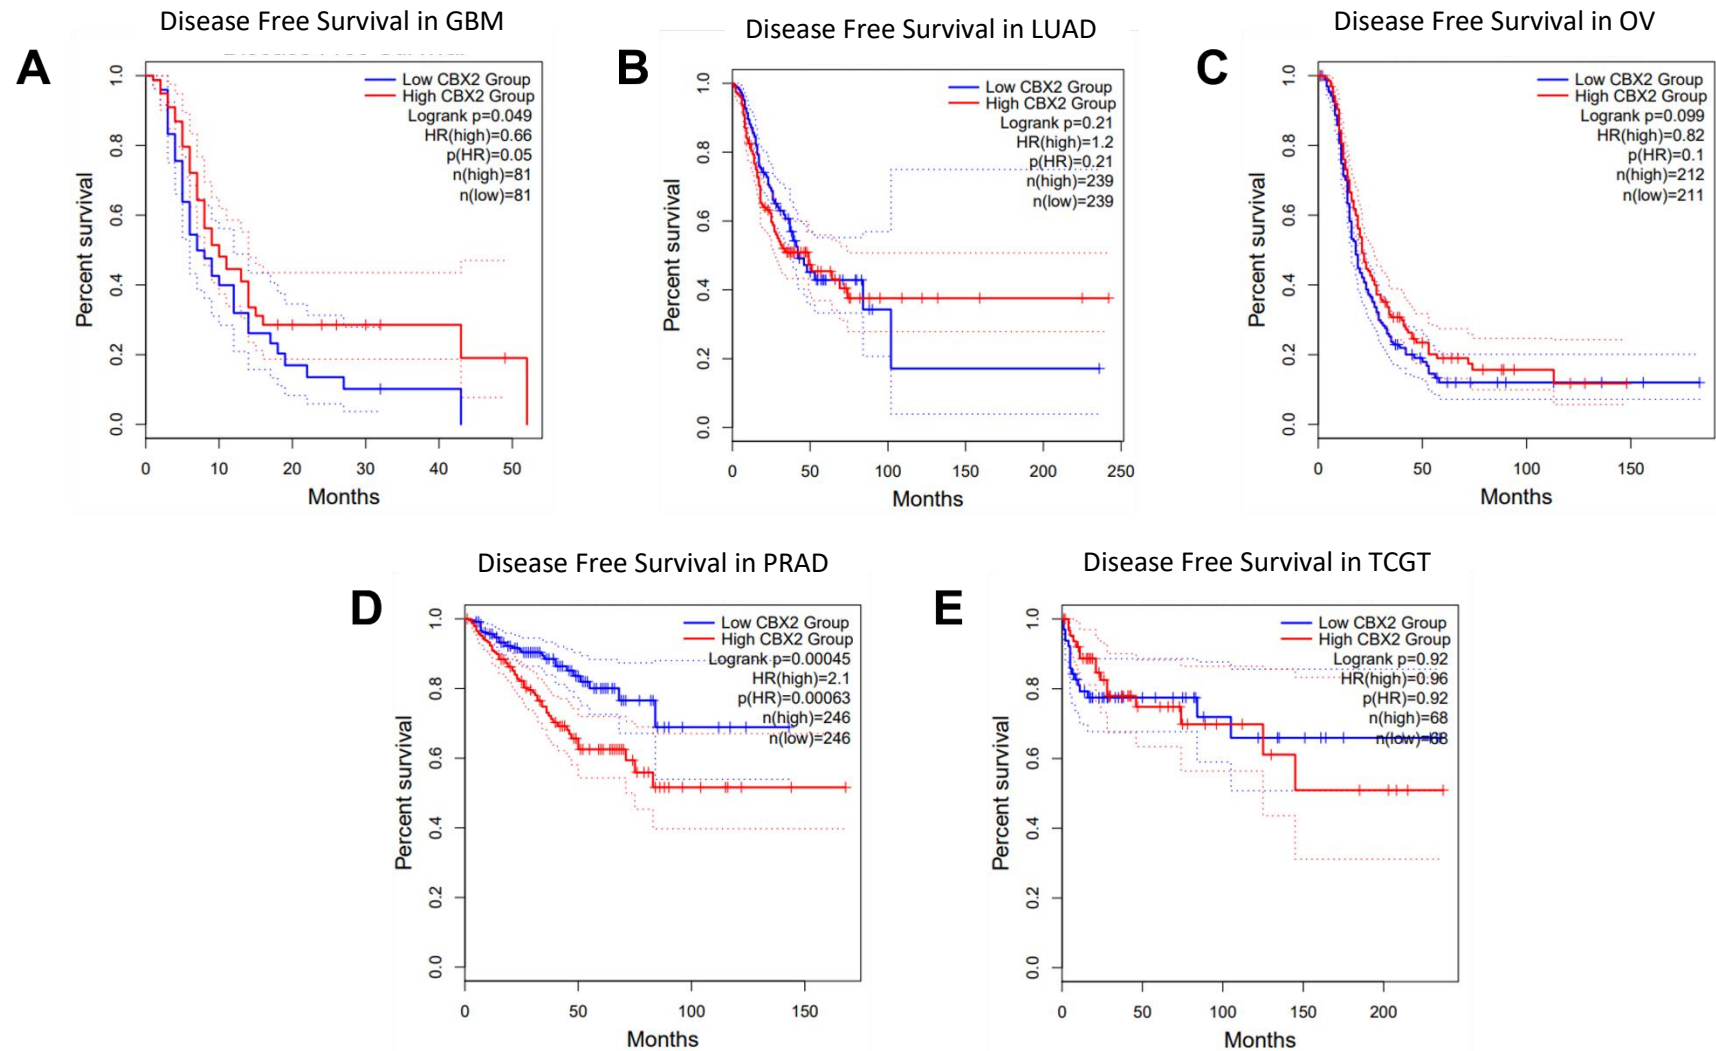 Disease Free Survival in GBM
A
1.0
0.8
0.6
0.4
0.2
0.0
Percent survival
Low CBX2 Group
High CBX2 Group
Logrank p=0.049
HR(high)=0.66
p(HR)=0.05
n(high)=81
n(low)=81
0 10 20 30 40 50
Months
Disease Free Survival in LUAD
B
1.0
0.8
0.6
0.4
0.2
0.0
Percent survival
Low CBX2 Group
High CBX2 Group
Logrank p=0.21
HR(high)=1.2
p(HR)=0.21
n(high)=239
n(low)=239
0 50 100 150 200 250
Months
Disease Free Survival in OV
C
1.0
0.8
0.6
0.4
0.2
0.0
Percent survival
Low CBX2 Group
High CBX2 Group
Logrank p=0.099
HR(high)=0.82
p(HR)=0.1
n(high)=212
n(low)=211
0 50 100 150
Months
Disease Free Survival in PRAD
D
1.0
0.8
0.6
0.4
0.2
0.0
Percent survival
Low CBX2 Group
High CBX2 Group
Logrank p=0.00045
HR(high)=2.1
p(HR)=0.00063
n(high)=246
n(low)=246
0 50 100 150
Months
Disease Free Survival in TCGT
E
1.0
0.8
0.6
0.4
0.2
0.0
Percent survival
Low CBX2 Group
High CBX2 Group
Logrank p=0.92
HR(high)=0.96
p(HR)=0.92
n(high)=68
n(low)=68
0 50 100 150 200
Months